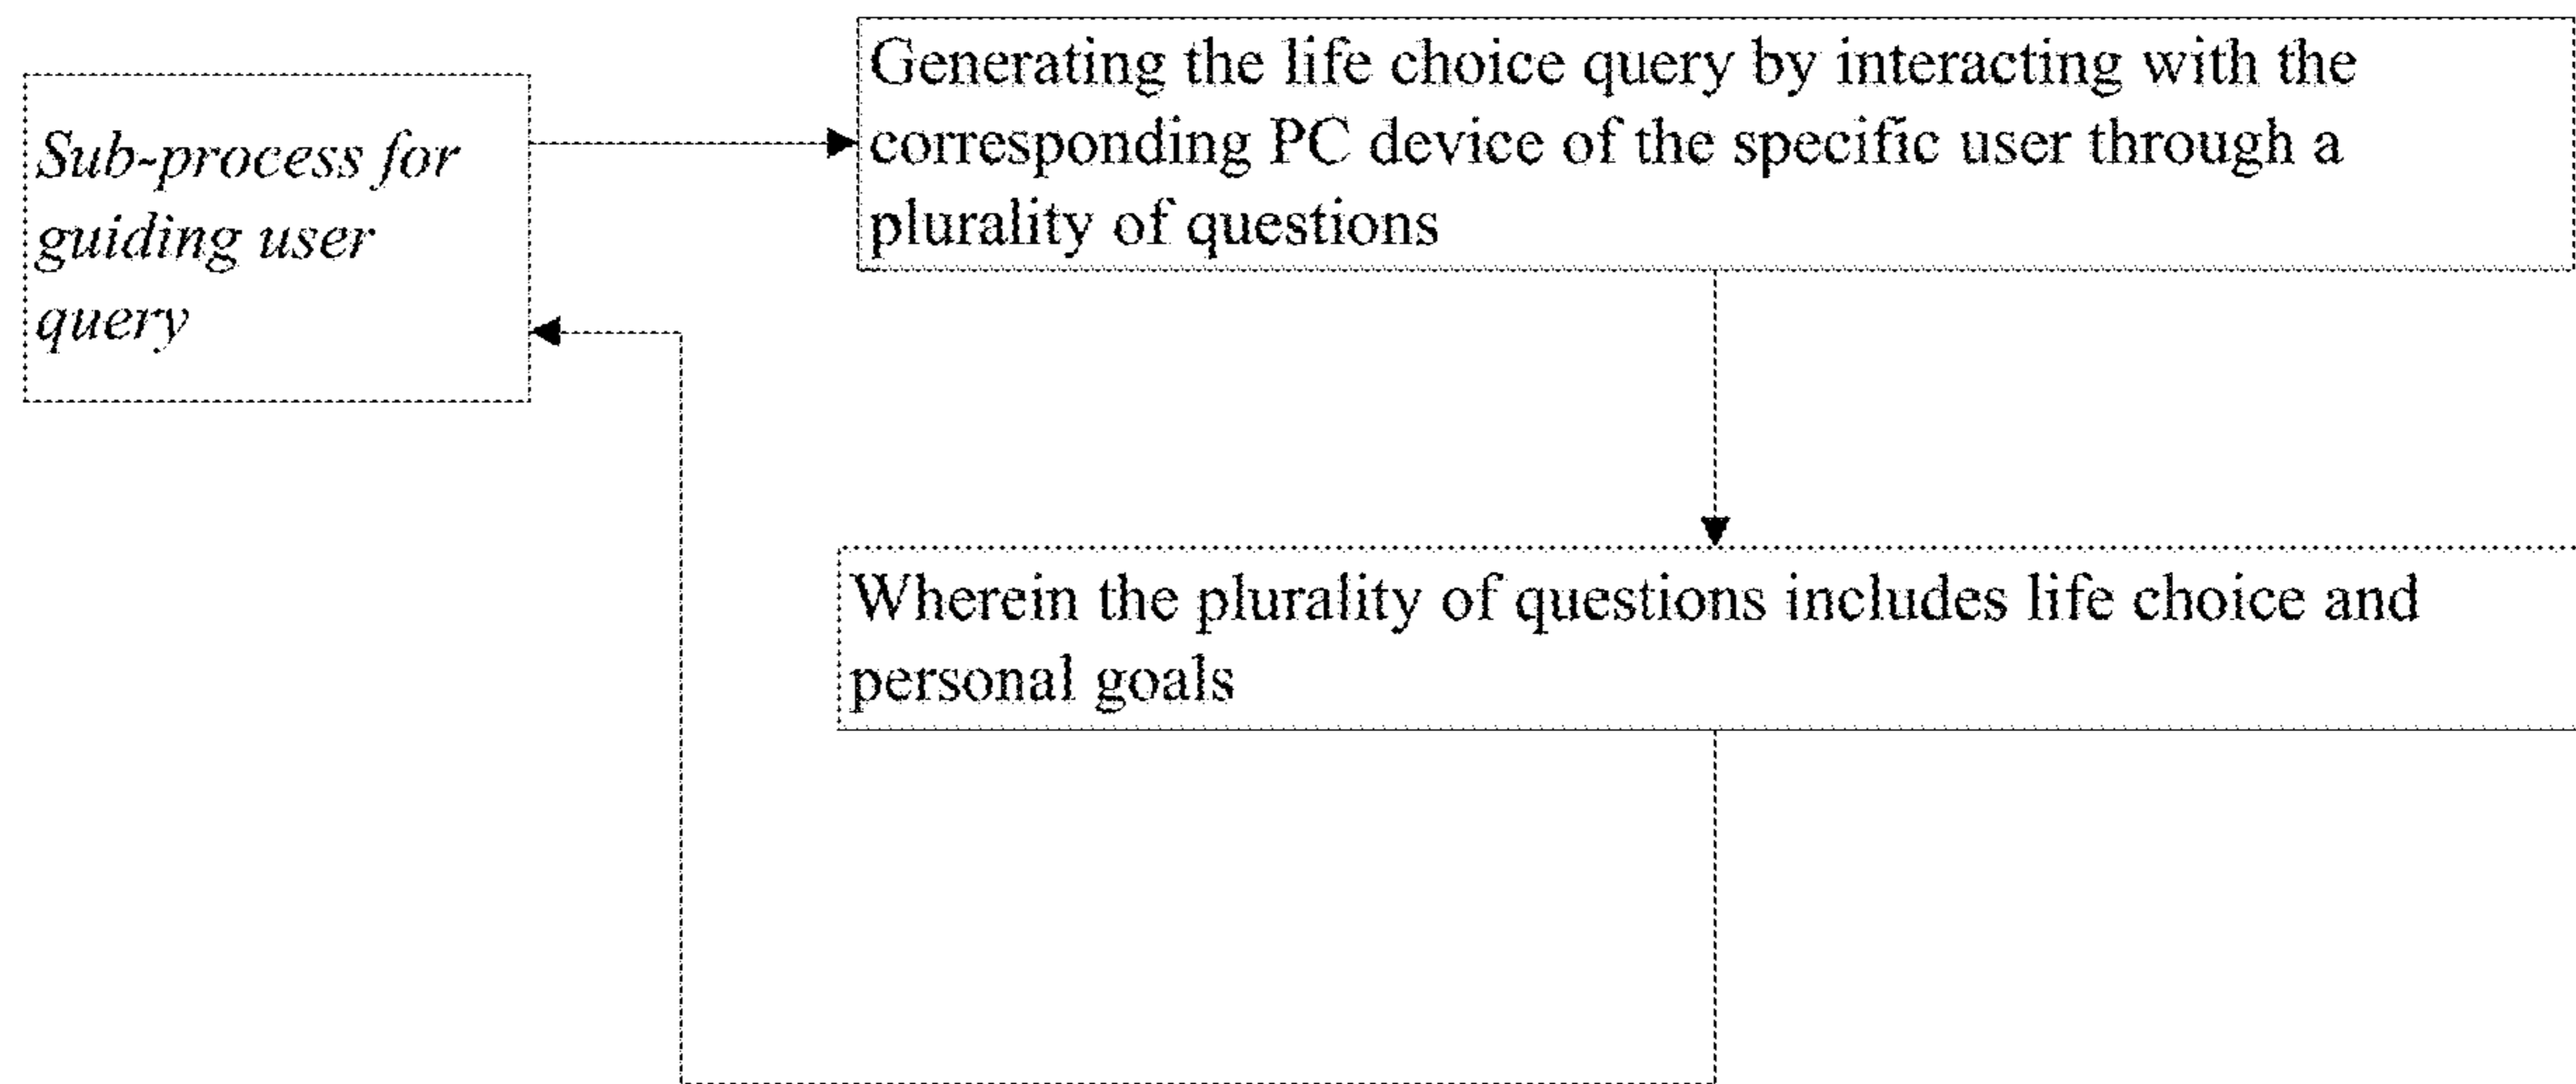 Sub-process for
guiding user
query
Generating the life choice query by interacting with the
corresponding PC device of the specific user through a
plurality of questions
Wherein the plurality of questions includes life choice and
personal goals